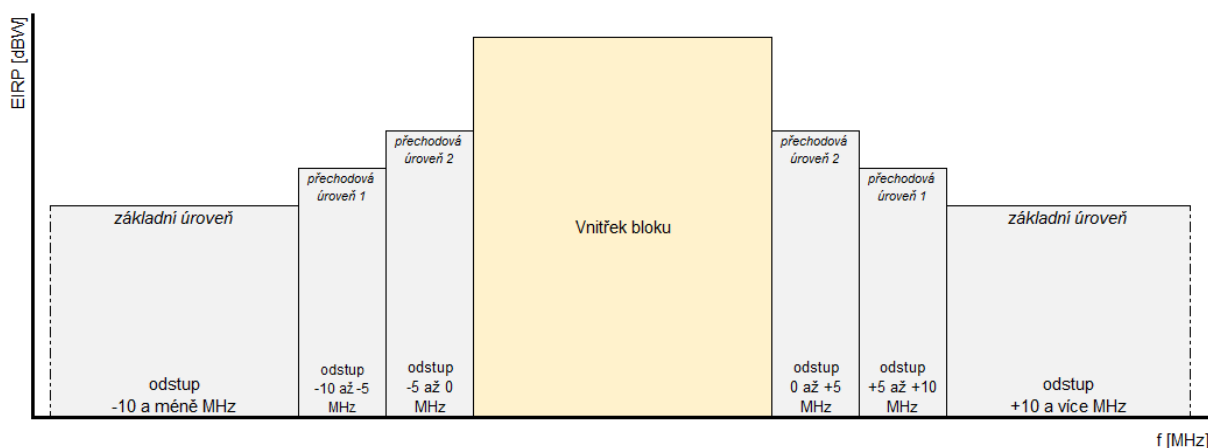 EIRP [dBW]
základní úroveň
odstup
-10 a méně MHz
přechodová
úroveň 1
odstup
-10 až -5
MHz
přechodová
úroveň 2
odstup
-5 až 0
MHz
Vnitřek bloku
přechodová
úroveň 2
odstup
0 až +5
MHz
přechodová
úroveň 1
odstup
+5 až +10
MHz
základní úroveň
odstup
+10 a více MHz
f [MHz]